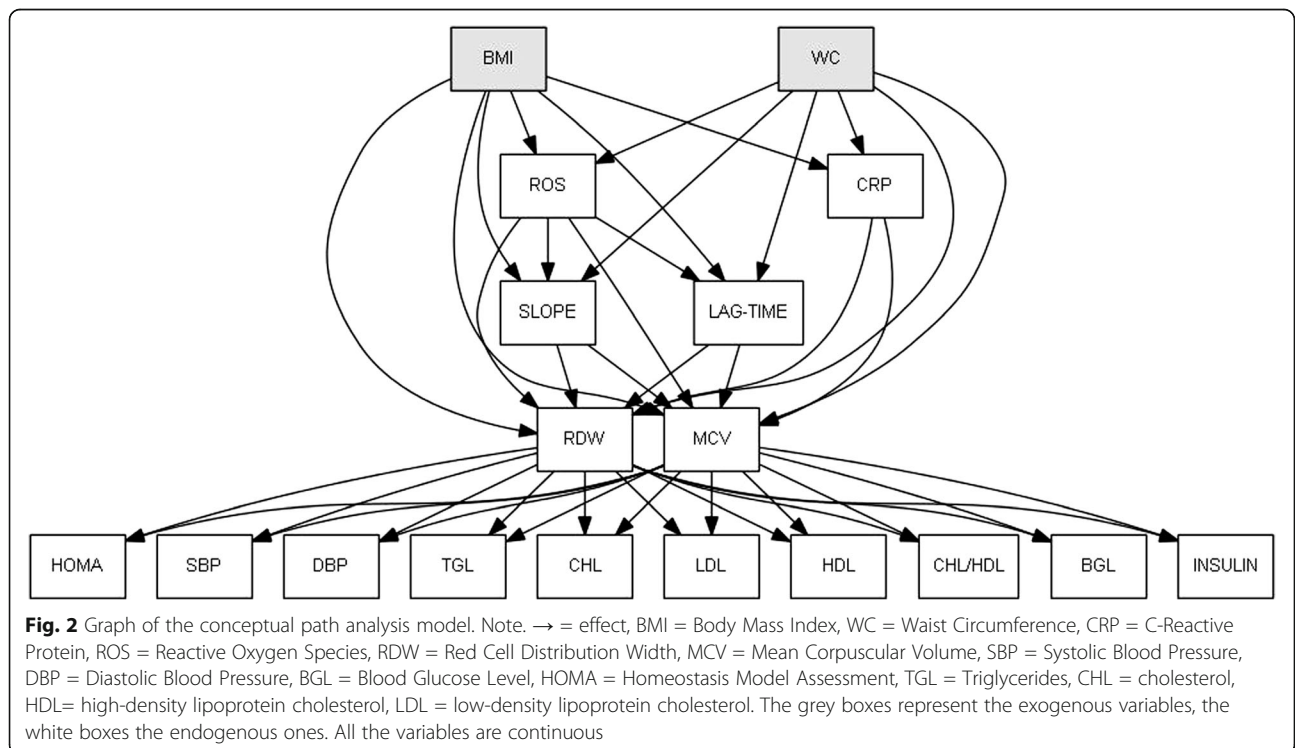 BMI WC
ROS CRP
SLOPE LAG-TIME
RDW MCV
HOMA SBP DBP TGL CHL LDL HDL CHL/HDL BGL INSULIN
Fig. 2 Graph of the conceptual path analysis model. Note. → = effect, BMI = Body Mass Index, WC = Waist Circumference, CRP = C-Reactive
Protein, ROS = Reactive Oxygen Species, RDW = Red Cell Distribution Width, MCV = Mean Corpuscular Volume, SBP = Systolic Blood Pressure,
DBP = Diastolic Blood Pressure, BGL = Blood Glucose Level, HOMA = Homeostasis Model Assessment, TGL = Triglycerides, CHL = cholesterol,
HDL= high-density lipoprotein cholesterol, LDL = low-density lipoprotein cholesterol. The grey boxes represent the exogenous variables, the
white boxes the endogenous ones. All the variables are continuous